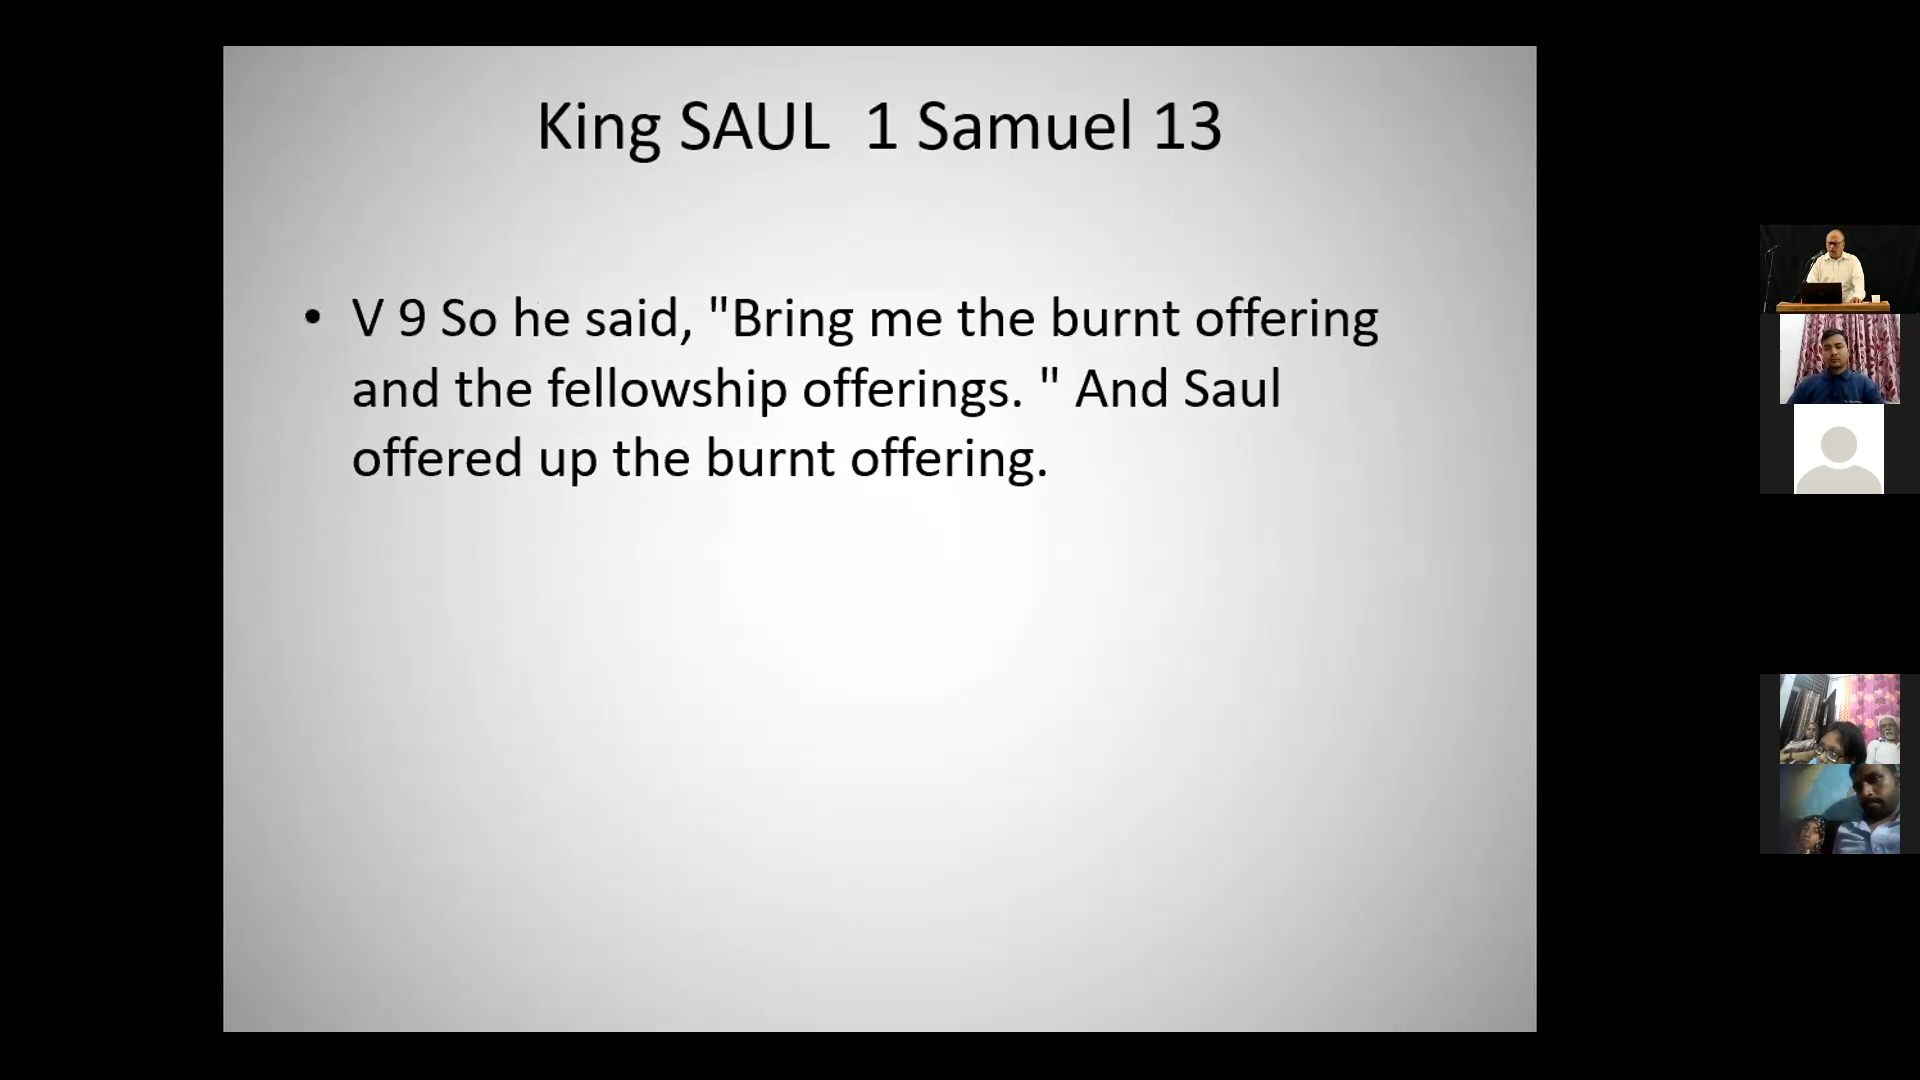 King SAUL  1 Samuel 13
• V 9 So he said, "Bring me the burnt offering
and the fellowship offerings. " And Saul
offered up the burnt offering.